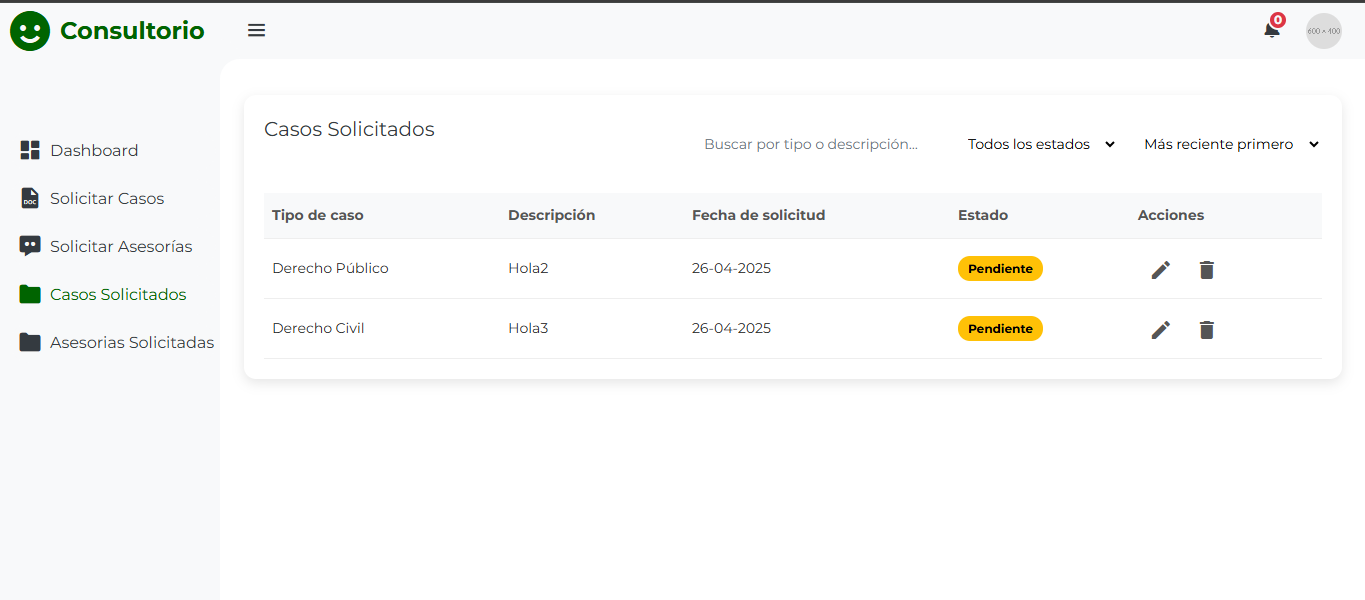 Consultorio
0
600 × 400
Dashboard
DOC
Solicitar Casos
Solicitar Asesorías
Casos Solicitados
Asesorias Solicitadas
Casos Solicitados
Buscar por tipo o descripción... Todos los estados Más reciente primero
Tipo de caso Descripción Fecha de solicitud Estado Acciones
Derecho Público Hola2 26-04-2025 Pendiente
Derecho Civil Hola3 26-04-2025 Pendiente